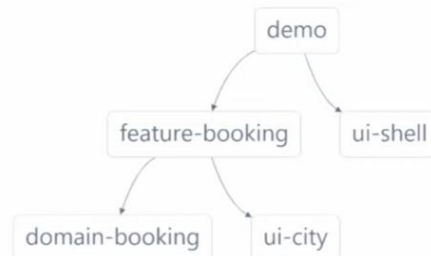 demo
feature-booking
ui-shell
domain-booking
ui-city